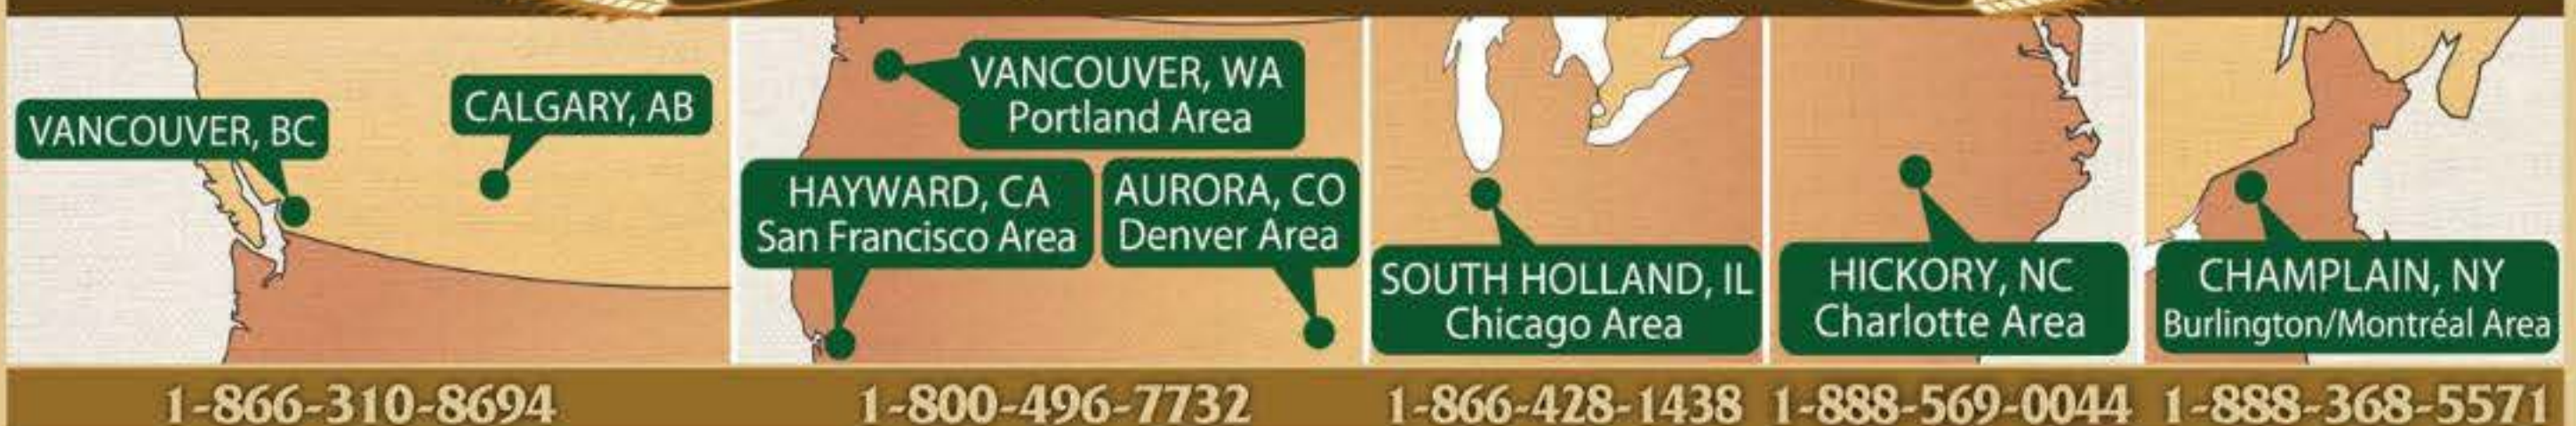 VANCOUVER, BC
CALGARY, AB
1-866-310-8694
VANCOUVER, WA
Portland Area
HAYWARD, CA
San Francisco Area
AURORA, CO
Denver Area
1-800-496-7732
SOUTH HOLLAND, IL
Chicago Area
1-866-428-1438
HICKORY, NC
Charlotte Area
1-888-569-0044
CHAMPLAIN, NY
Burlington/Montréal Area
1-888-368-5571